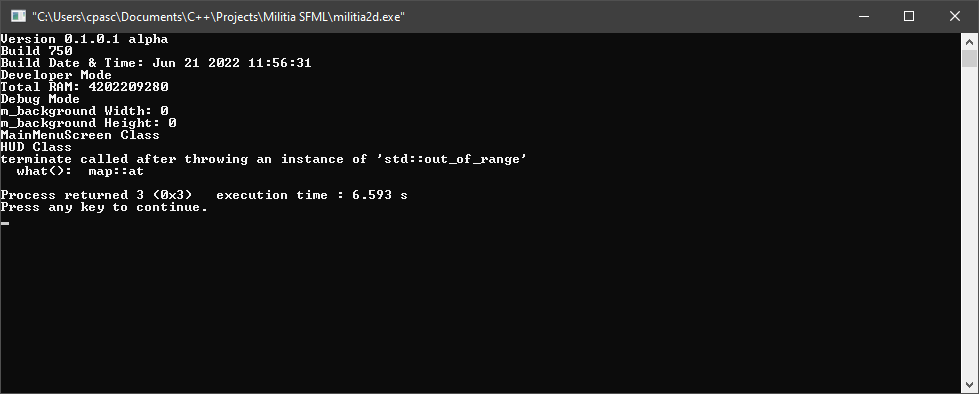 "C:\Users\cpasc\Documents\C++\Projects\Militia SFML\militia2d.exe"
Version 0.1.0.1 alpha
Build 750
Build Date & Time: Jun 21 2022 11:56:31
Developer Mode
Total RAM: 4202209280
Debug Mode
m_background Width: 0
m_background Height: 0
MainMenuScreen Class
HUD Class
terminate called after throwing an instance of 'std::out_of_range'
  what():  map::at
Process returned 3 (0x3)   execution time : 6.593 s
Press any key to continue.